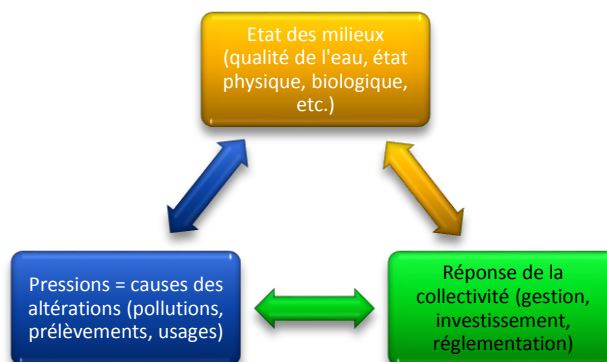 Etat des milieux
(qualité de l'eau, état
physique, biologique,
etc.)
Pressions = causes des
altérations (pollutions,
prélèvements, usages)
Réponse de la
collectivité (gestion,
investissement,
réglementation)